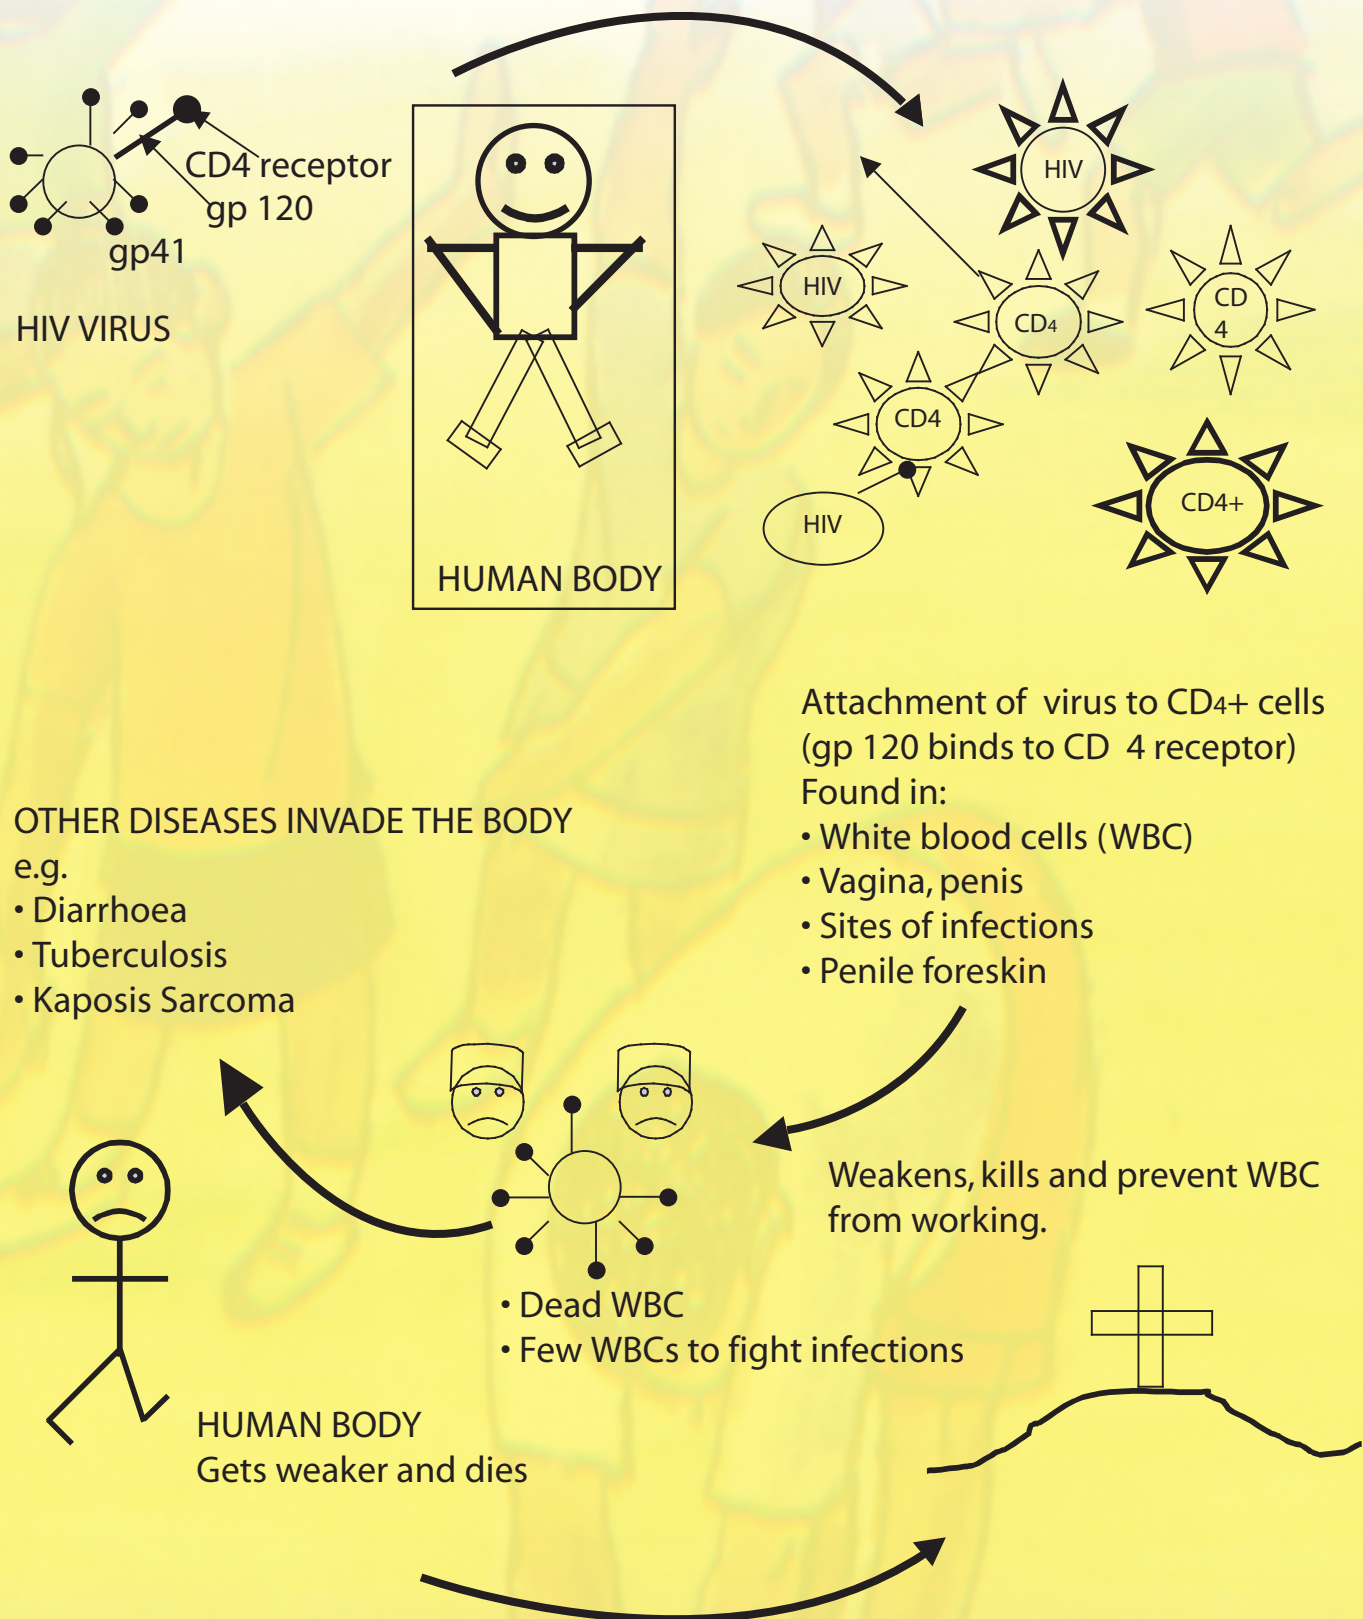 CD4 receptor
gp 120
gp41
HIV VIRUS
HUMAN BODY
HIV
HIV
CD4
CD
4
CD4
HIV
CD4+
Attachment of virus to CD4+ cells
(gp 120 binds to CD 4 receptor)
Found in:
• White blood cells (WBC)
• Vagina, penis
• Sites of infections
• Penile foreskin
OTHER DISEASES INVADE THE BODY
e.g.
• Diarrhoea
• Tuberculosis
• Kaposis Sarcoma
Weakens, kills and prevent WBC
from working.
• Dead WBC
• Few WBCs to fight infections
HUMAN BODY
Gets weaker and dies